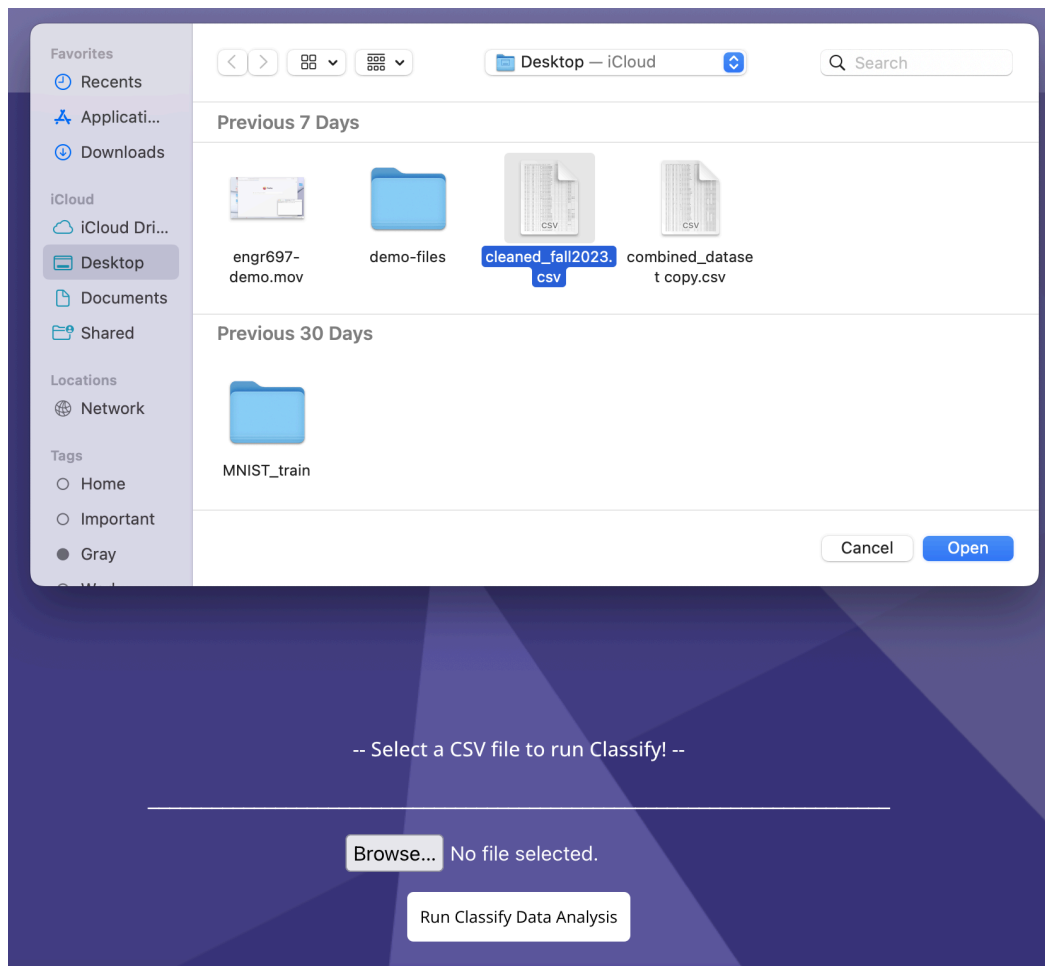 Favorites
Recents
Applicati...
Downloads
iCloud
iCloud Dri...
Desktop
Documents
Shared
Locations
Network
Tags
Home
Important
Gray
Desktop — iCloud
Search
Previous 7 Days
engr697-
demo.mov
demo-files
CSV
cleaned_fall2023.
csv
CSV
combined_datase
t copy.csv
Previous 30 Days
MNIST_train
Cancel
Open
-- Select a CSV file to run Classify! --
Browse... No file selected.
Run Classify Data Analysis